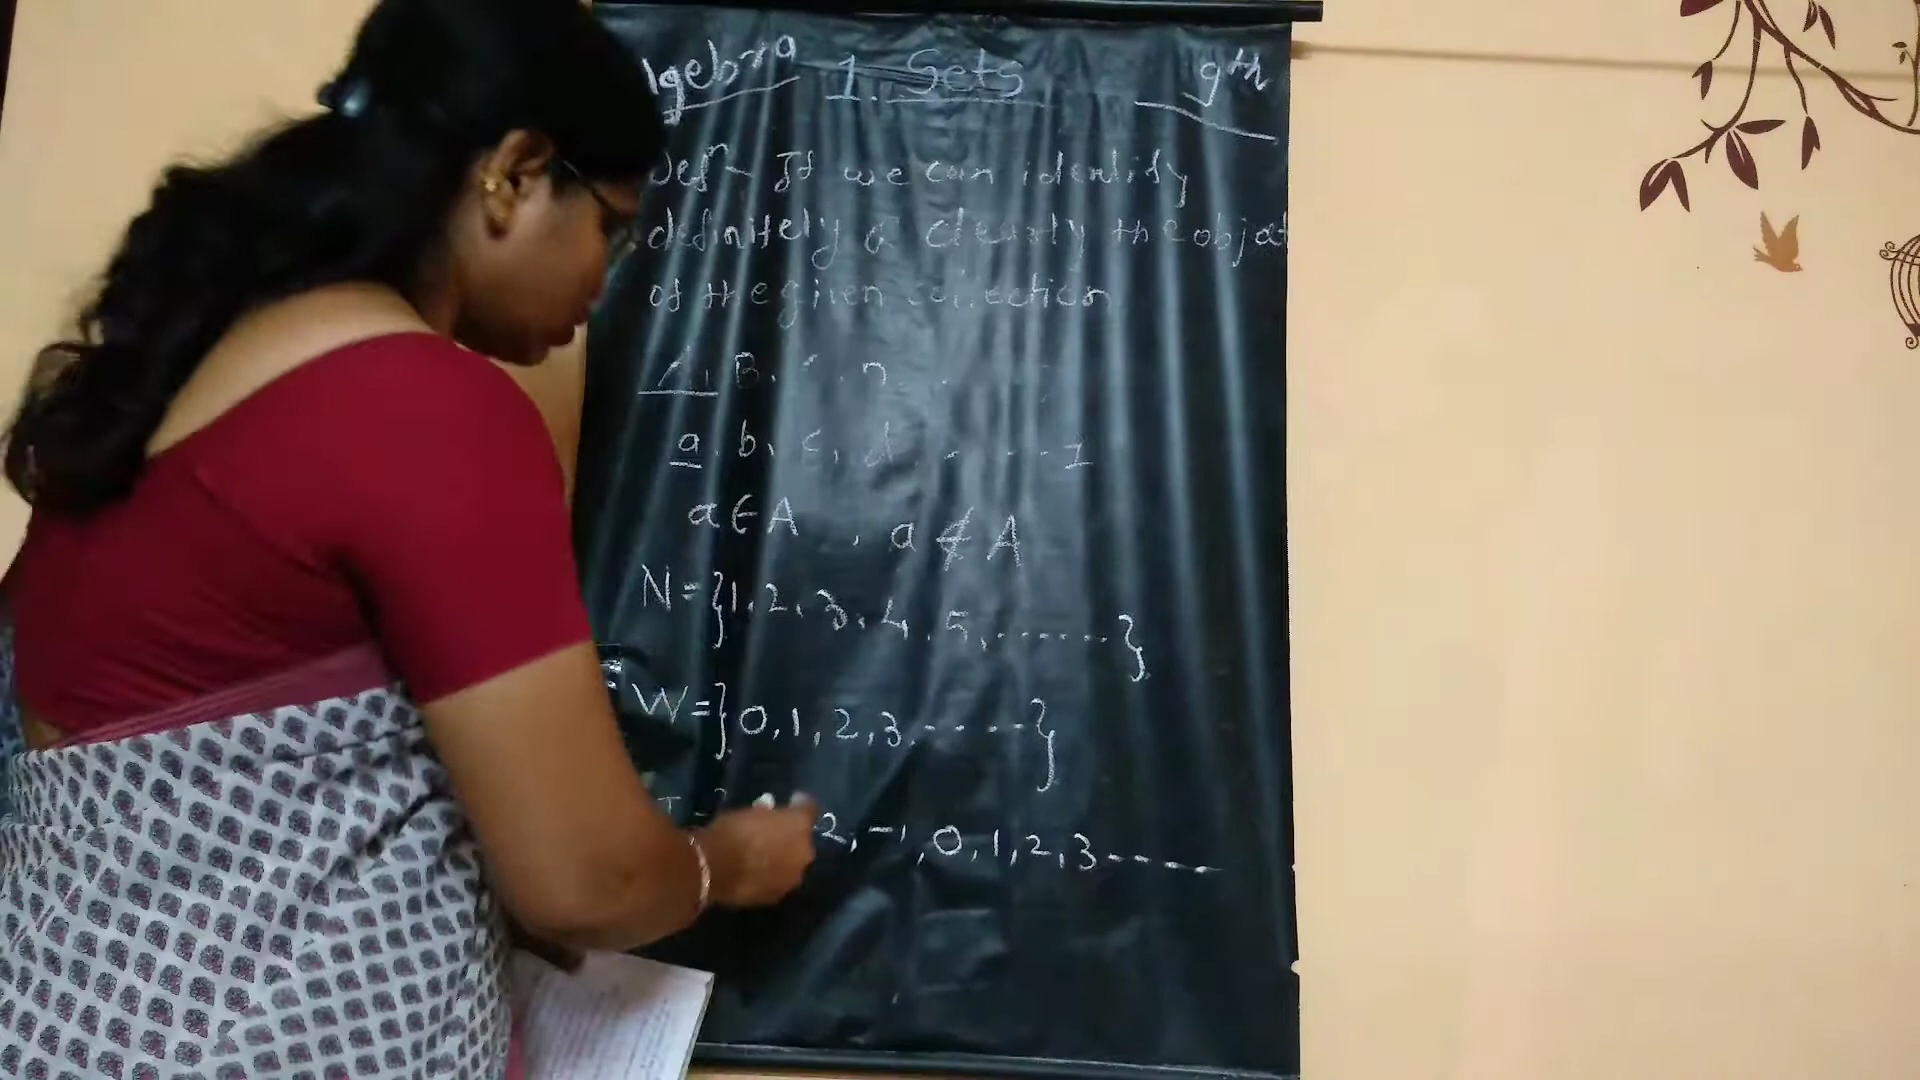 lgebra 1. Sets 9th
Defn - If we can identify
definitely & clearly the object
of the given collection
A, B,
a, b, c, d, . . . . . z
a ∈ A , a ∉ A
N = {1, 2, 3, 4, 5, ...... }
W = { 0, 1, 2, 3 ..... }
2, -1, 0, 1, 2, 3 -----